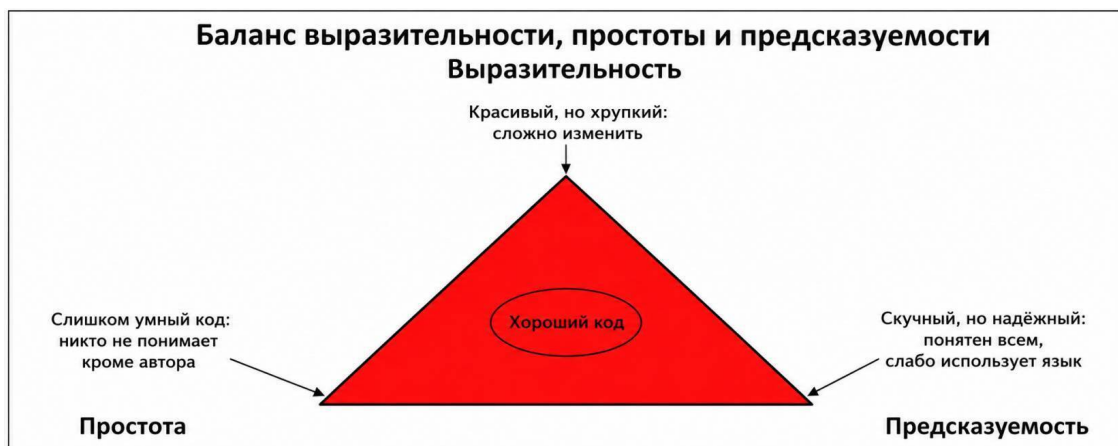 Баланс выразительности, простоты и предсказуемости
Выразительность
Красивый, но хрупкий:
сложно изменить
Хороший код
Слишком умный код:
никто не понимает
кроме автора
Скучный, но надёжный:
понятен всем,
слабо использует язык
Простота
Предсказуемость